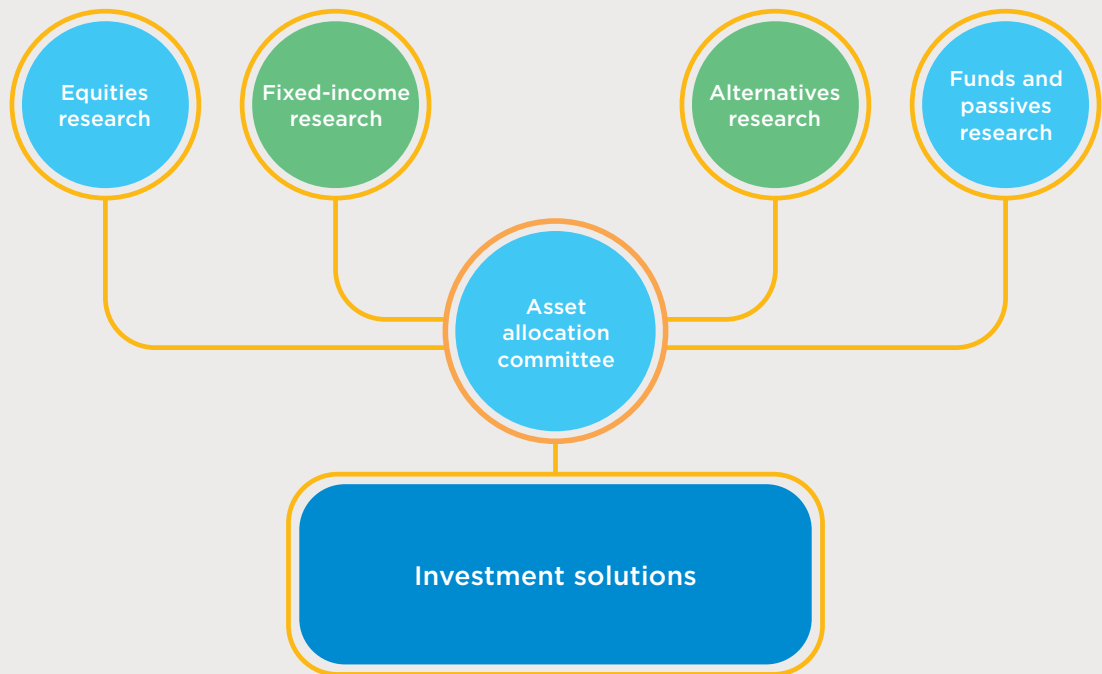 Equities
research
Fixed-income
research
Alternatives
research
Funds and
passives
research
Asset
allocation
committee
Investment solutions